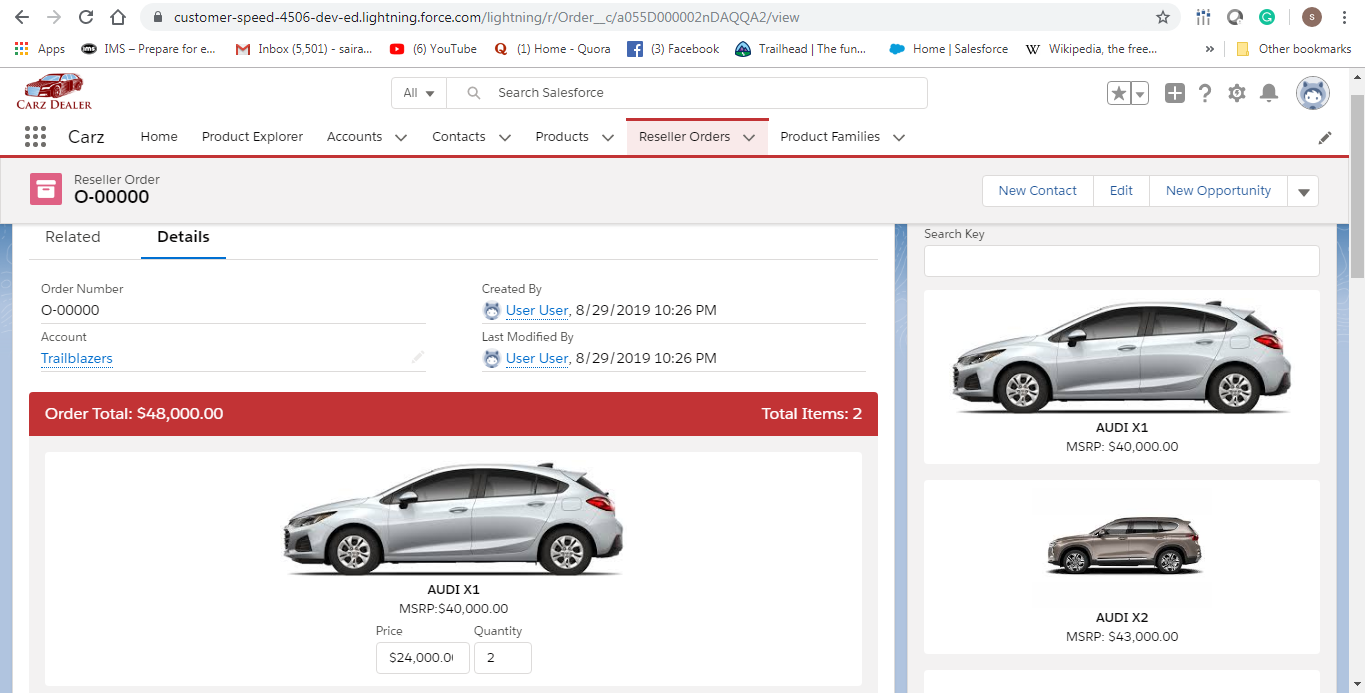 customer-speed-4506-dev-ed.lightning.force.com/lightning/r/Order__c/a055D000002nDAQQA2/view
S
Apps IMS – Prepare for e... Inbox (5,501) - saira... (6) YouTube (1) Home - Quora (3) Facebook Trailhead | The fun... Home | Salesforce Wikipedia, the free... » Other bookmarks
CARZ DEALER
All Search Salesforce
Carz Home Product Explorer Accounts Contacts Products Reseller Orders Product Families
Reseller Order
O-00000
New Contact Edit New Opportunity
Related Details
Order Number
O-00000
Created By
User User, 8/29/2019 10:26 PM
Account
Trailblazers
Last Modified By
User User, 8/29/2019 10:26 PM
Order Total: $48,000.00 Total Items: 2
AUDI X1
MSRP:$40,000.00
Price Quantity
$24,000.0 2
Search Key
AUDI X1
MSRP: $40,000.00
AUDI X2
MSRP: $43,000.00